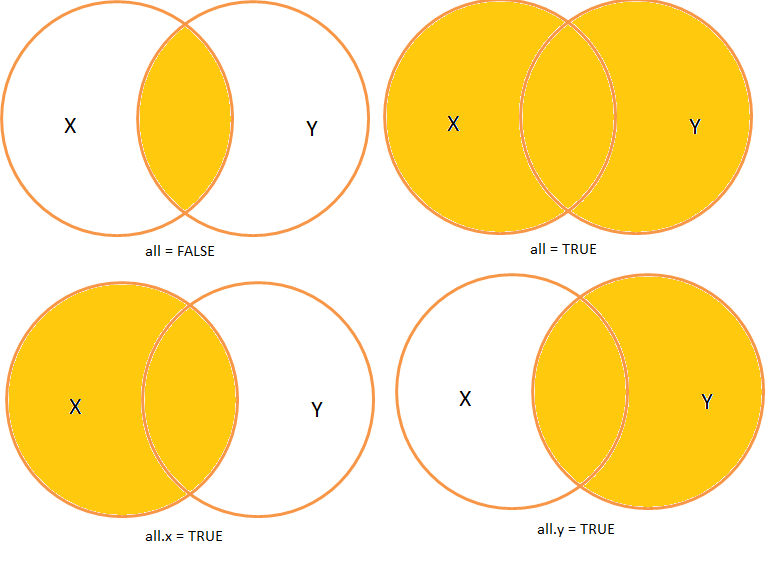 X
Y
all = FALSE
X
Y
all = TRUE
X
Y
all.x = TRUE
X
Y
all.y = TRUE